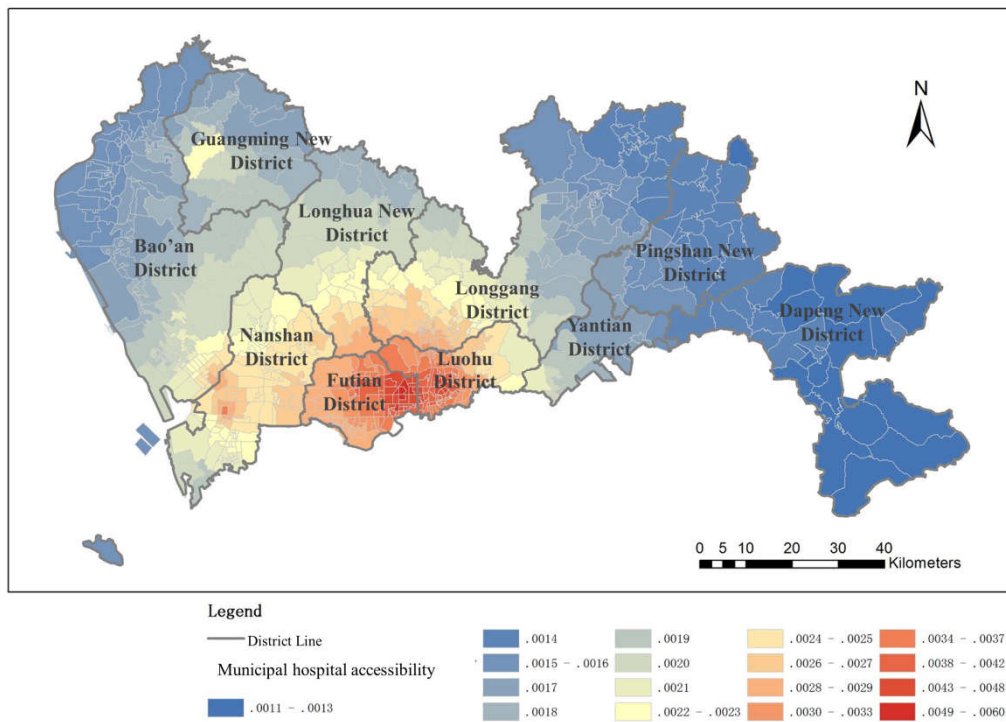 N
Guangming New
District
Longhua New
District
Bao'an
District
Pingshan New
District
Longgang
District
Dapeng New
District
Yantian
District
Nanshan
District
Luohu
District
Futian
District
0 5 10 20 30 40
Kilometers
Legend
District Line
Municipal hospital accessibility
.0011 - .0013
.0014
.0015 - .0016
.0017
.0018
.0019
.0020
.0021
.0022 - .0023
.0024 - .0025
.0026 - .0027
.0028 - .0029
.0030 - .0033
.0034 - .0037
.0038 - .0042
.0043 - .0048
.0049 - .0060